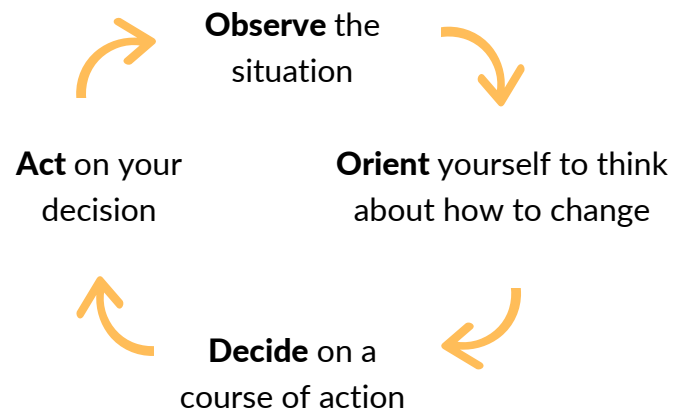 Observe the
situation
Orient yourself to think
about how to change
Decide on a
course of action
Act on your
decision